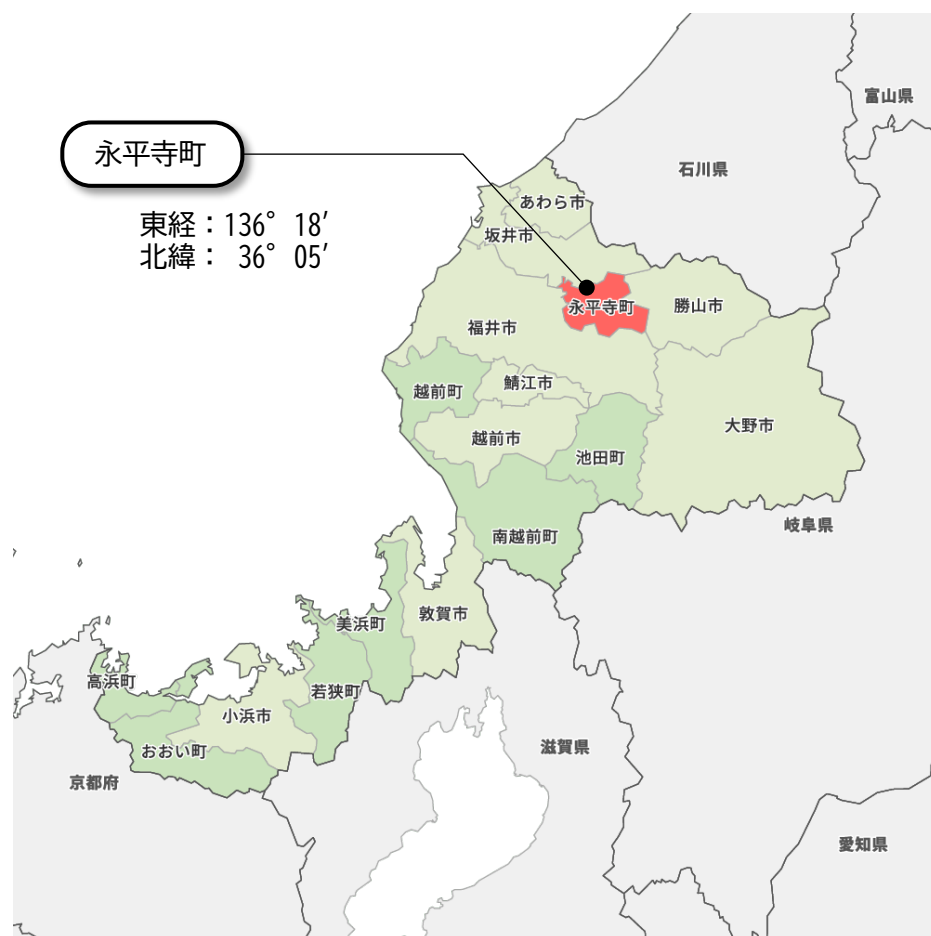 富山県
永平寺町
石川県
あわら市
東経：136°18′
坂井市
北緯： 36°05′
永平寺町
勝山市
福井市
鯖江市
越前町
大野市
越前市
池田町
岐阜県
南越前町
敦賀市
美浜町
高浜町
若狭町
小浜市
おおい町
滋賀県
京都府
愛知県